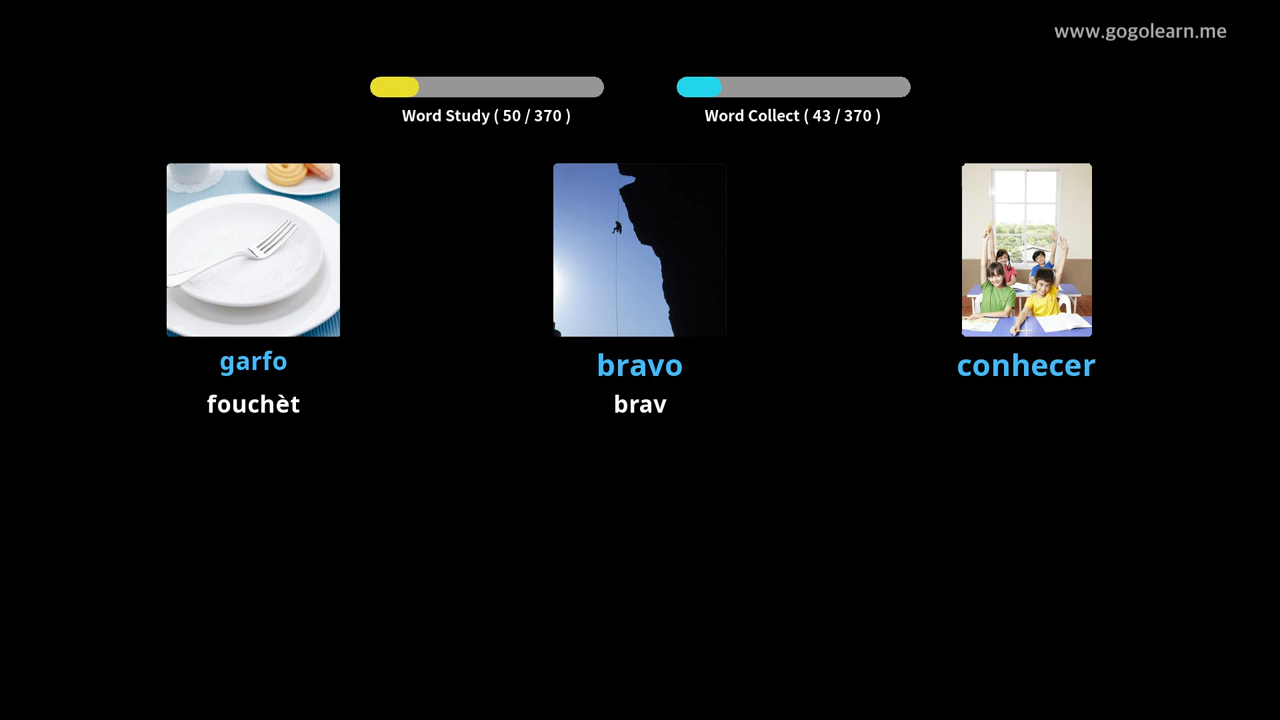 www.gogolearn.me
Word Study ( 50 / 370 )
Word Collect ( 43 / 370 )
garfo
fouchèt
bravo
brav
conhecer